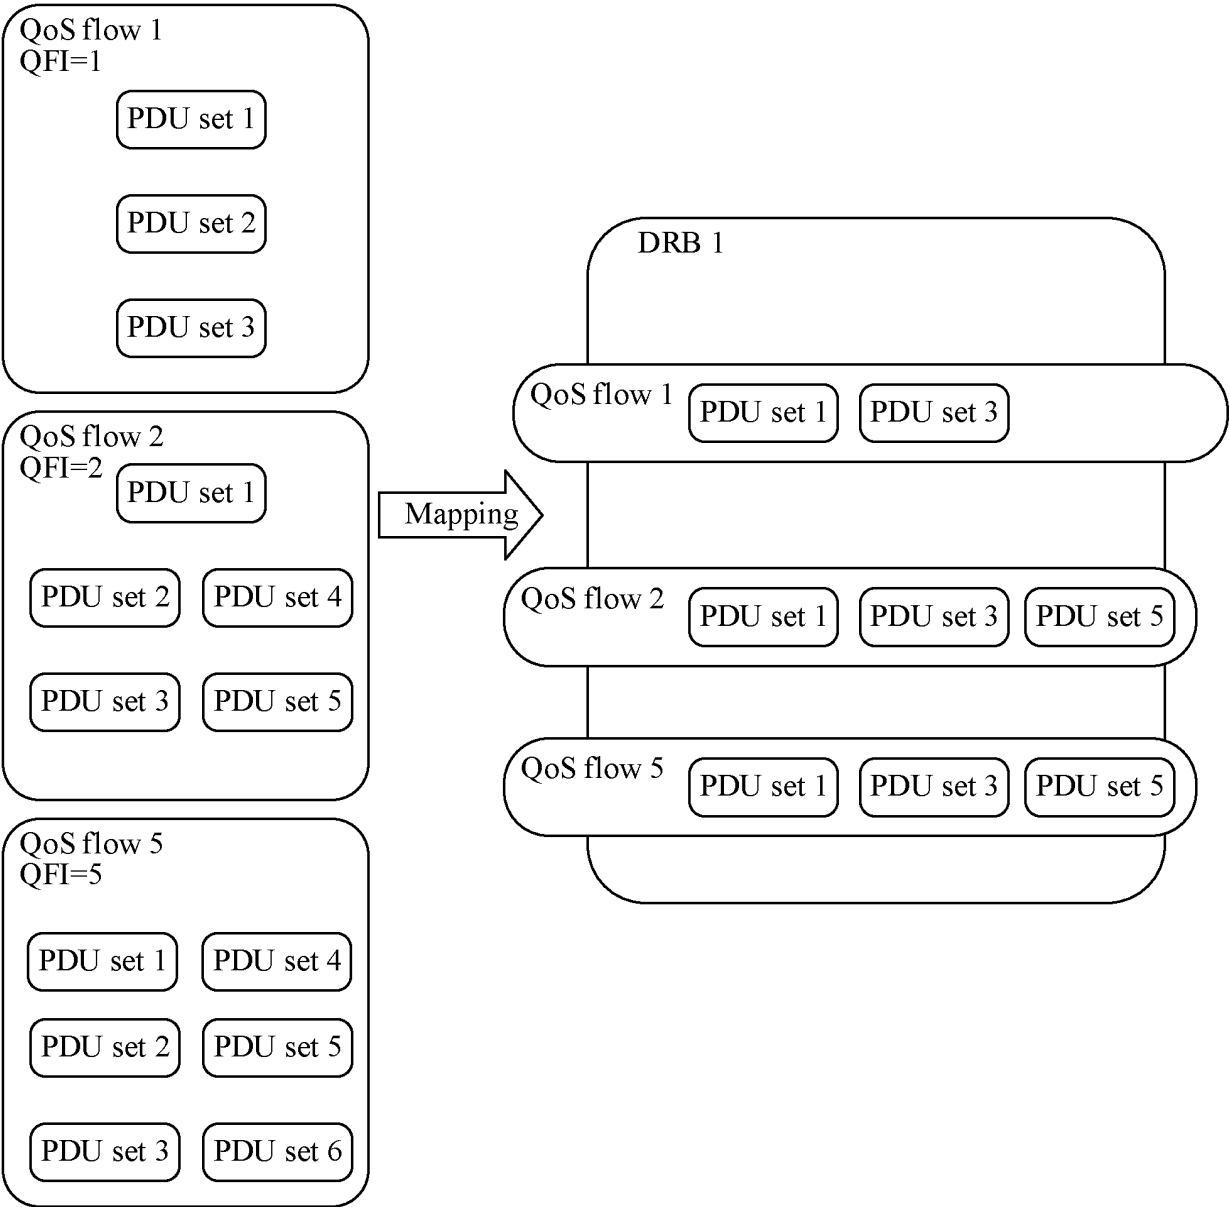 QoS flow 1
QFI=1
PDU set 1
PDU set 2
PDU set 3
QoS flow 2
QFI=2
PDU set 1
PDU set 2
PDU set 4
PDU set 3
PDU set 5
QoS flow 5
QFI=5
PDU set 1
PDU set 4
PDU set 2
PDU set 5
PDU set 3
PDU set 6
Mapping
DRB 1
QoS flow 1
PDU set 1
PDU set 3
QoS flow 2
PDU set 1
PDU set 3
PDU set 5
QoS flow 5
PDU set 1
PDU set 3
PDU set 5